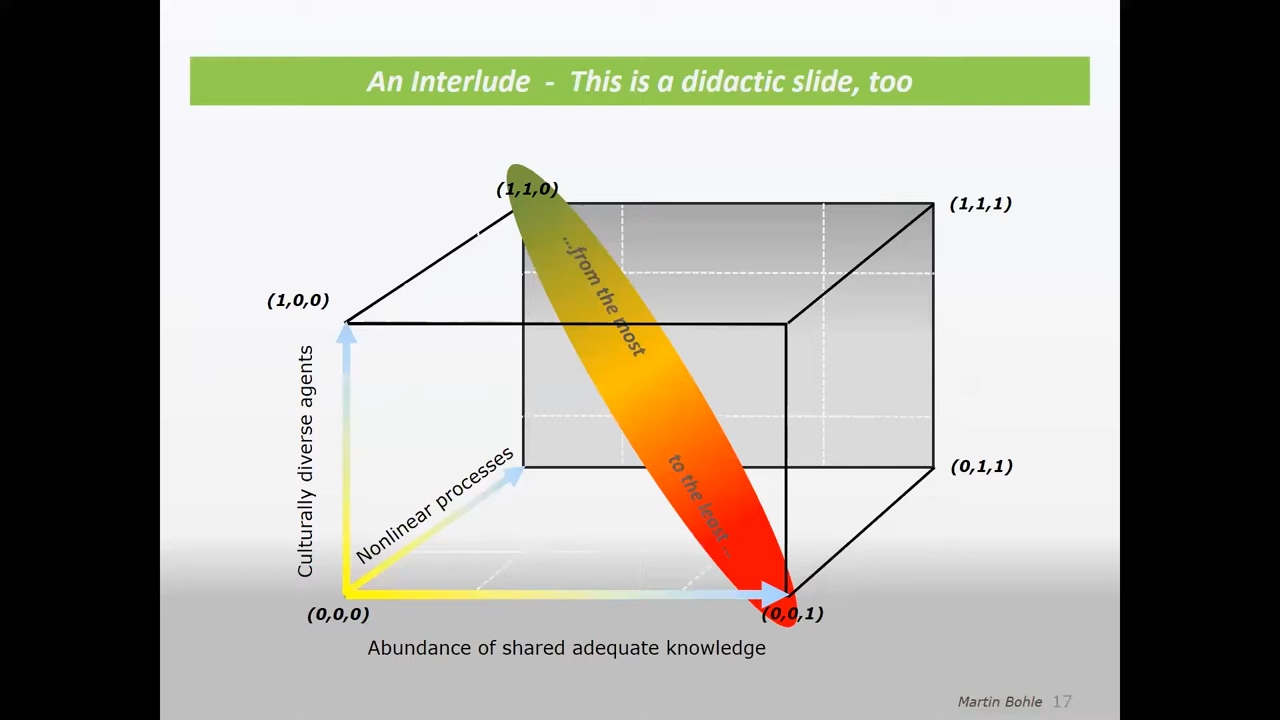 An Interlude - This is a didactic slide, too
(1,1,0)
(1,1,1)
...from the most
(1,0,0)
Culturally diverse agents
Nonlinear processes
to the least ...
(0,1,1)
(0,0,0)
(0,0,1)
Abundance of shared adequate knowledge
Martin Bohle 17